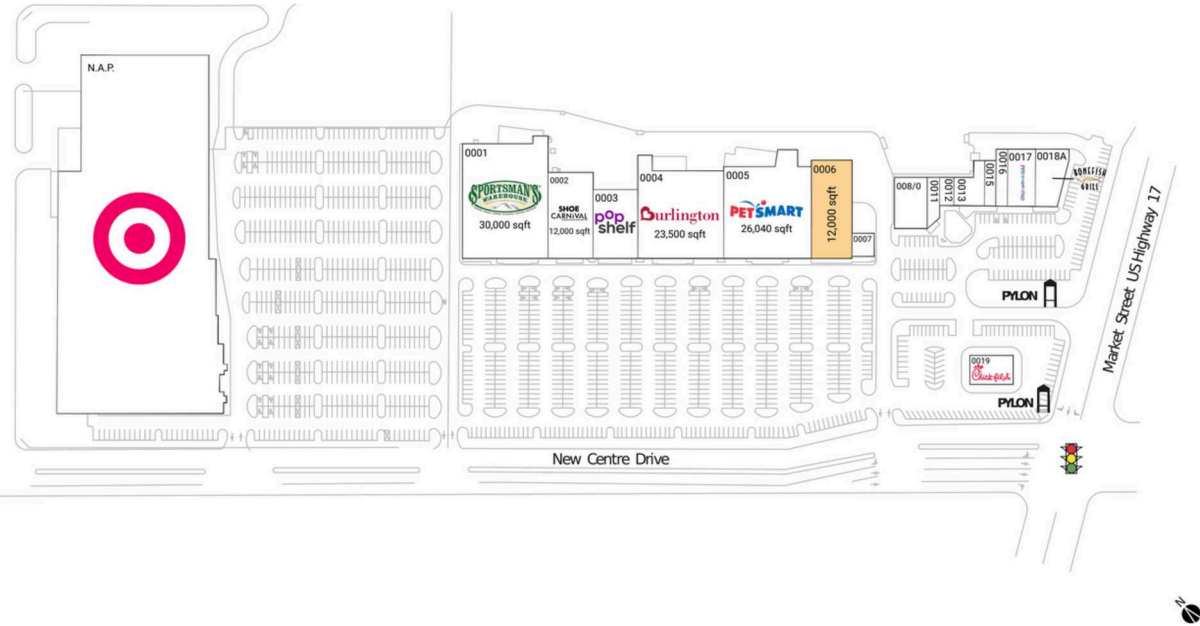 N.A.P.
0001
SPORTSMAN'S
WAREHOUSE
30,000 sqft
0002
SHOE
CARNIVAL
12,000 sqft
0003
pop
shelf
0004
Burlington
23,500 sqft
0005
PETSMART
26,040 sqft
0006
12,000 sqft
0007
008/0
0011
0012
0013
0015
0016
0017
0018A
BONEFISH
GRILL
PYLON
0019
Chick-fil-A
PYLON
Market Street US Highway 17
New Centre Drive
N